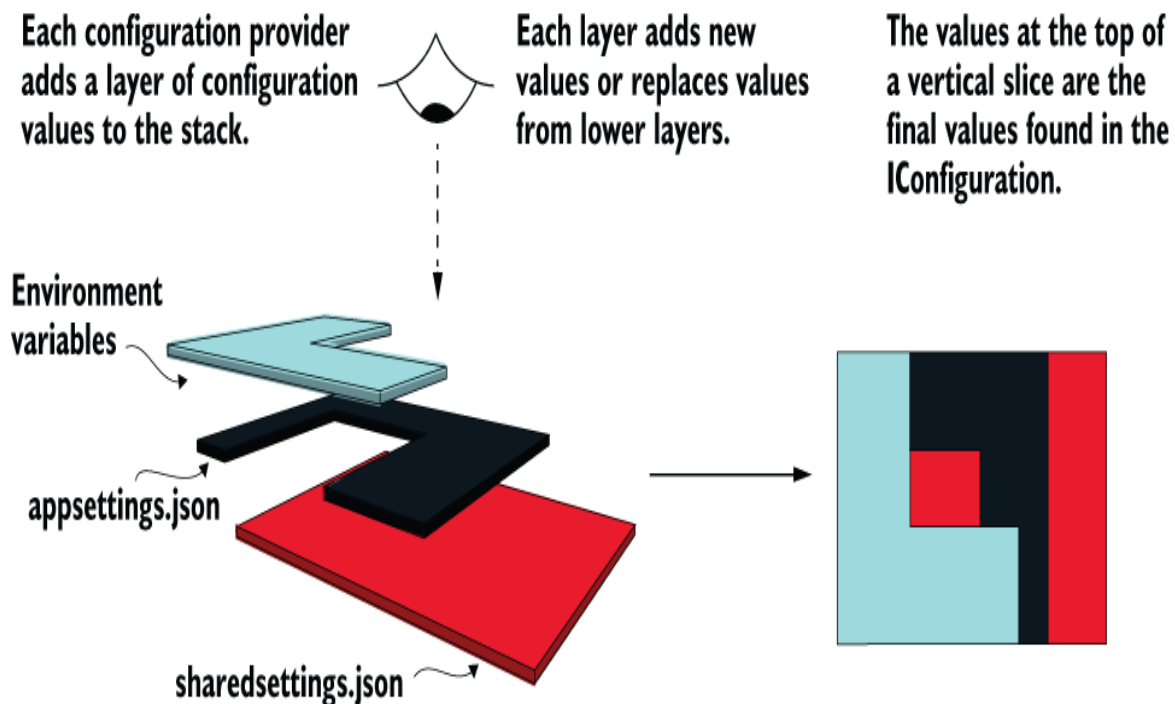 Each configuration provider
adds a layer of configuration
values to the stack.
Each layer adds new
values or replaces values
from lower layers.
The values at the top of
a vertical slice are the
final values found in the
IConfiguration.
Environment
variables
appsettings.json
sharedsettings.json